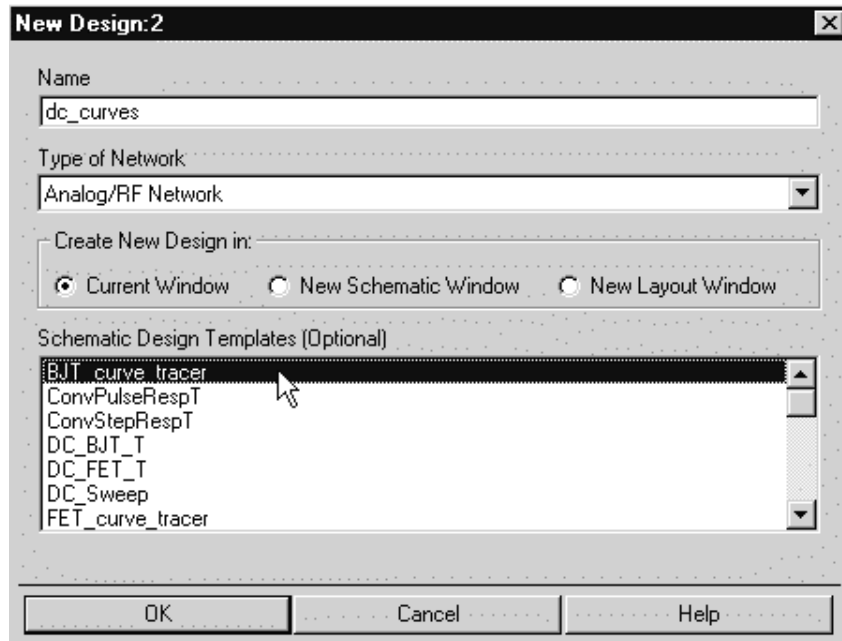 New Design:2
Name
dc_curves
Type of Network
Analog/RF Network
Create New Design in:
Current Window New Schematic Window New Layout Window
Schematic Design Templates (Optional)
BJT_curve_tracer
ConvPulseRespT
ConvStepRespT
DC_BJT_T
DC_FET_T
DC_Sweep
FET_curve_tracer
OK Cancel Help